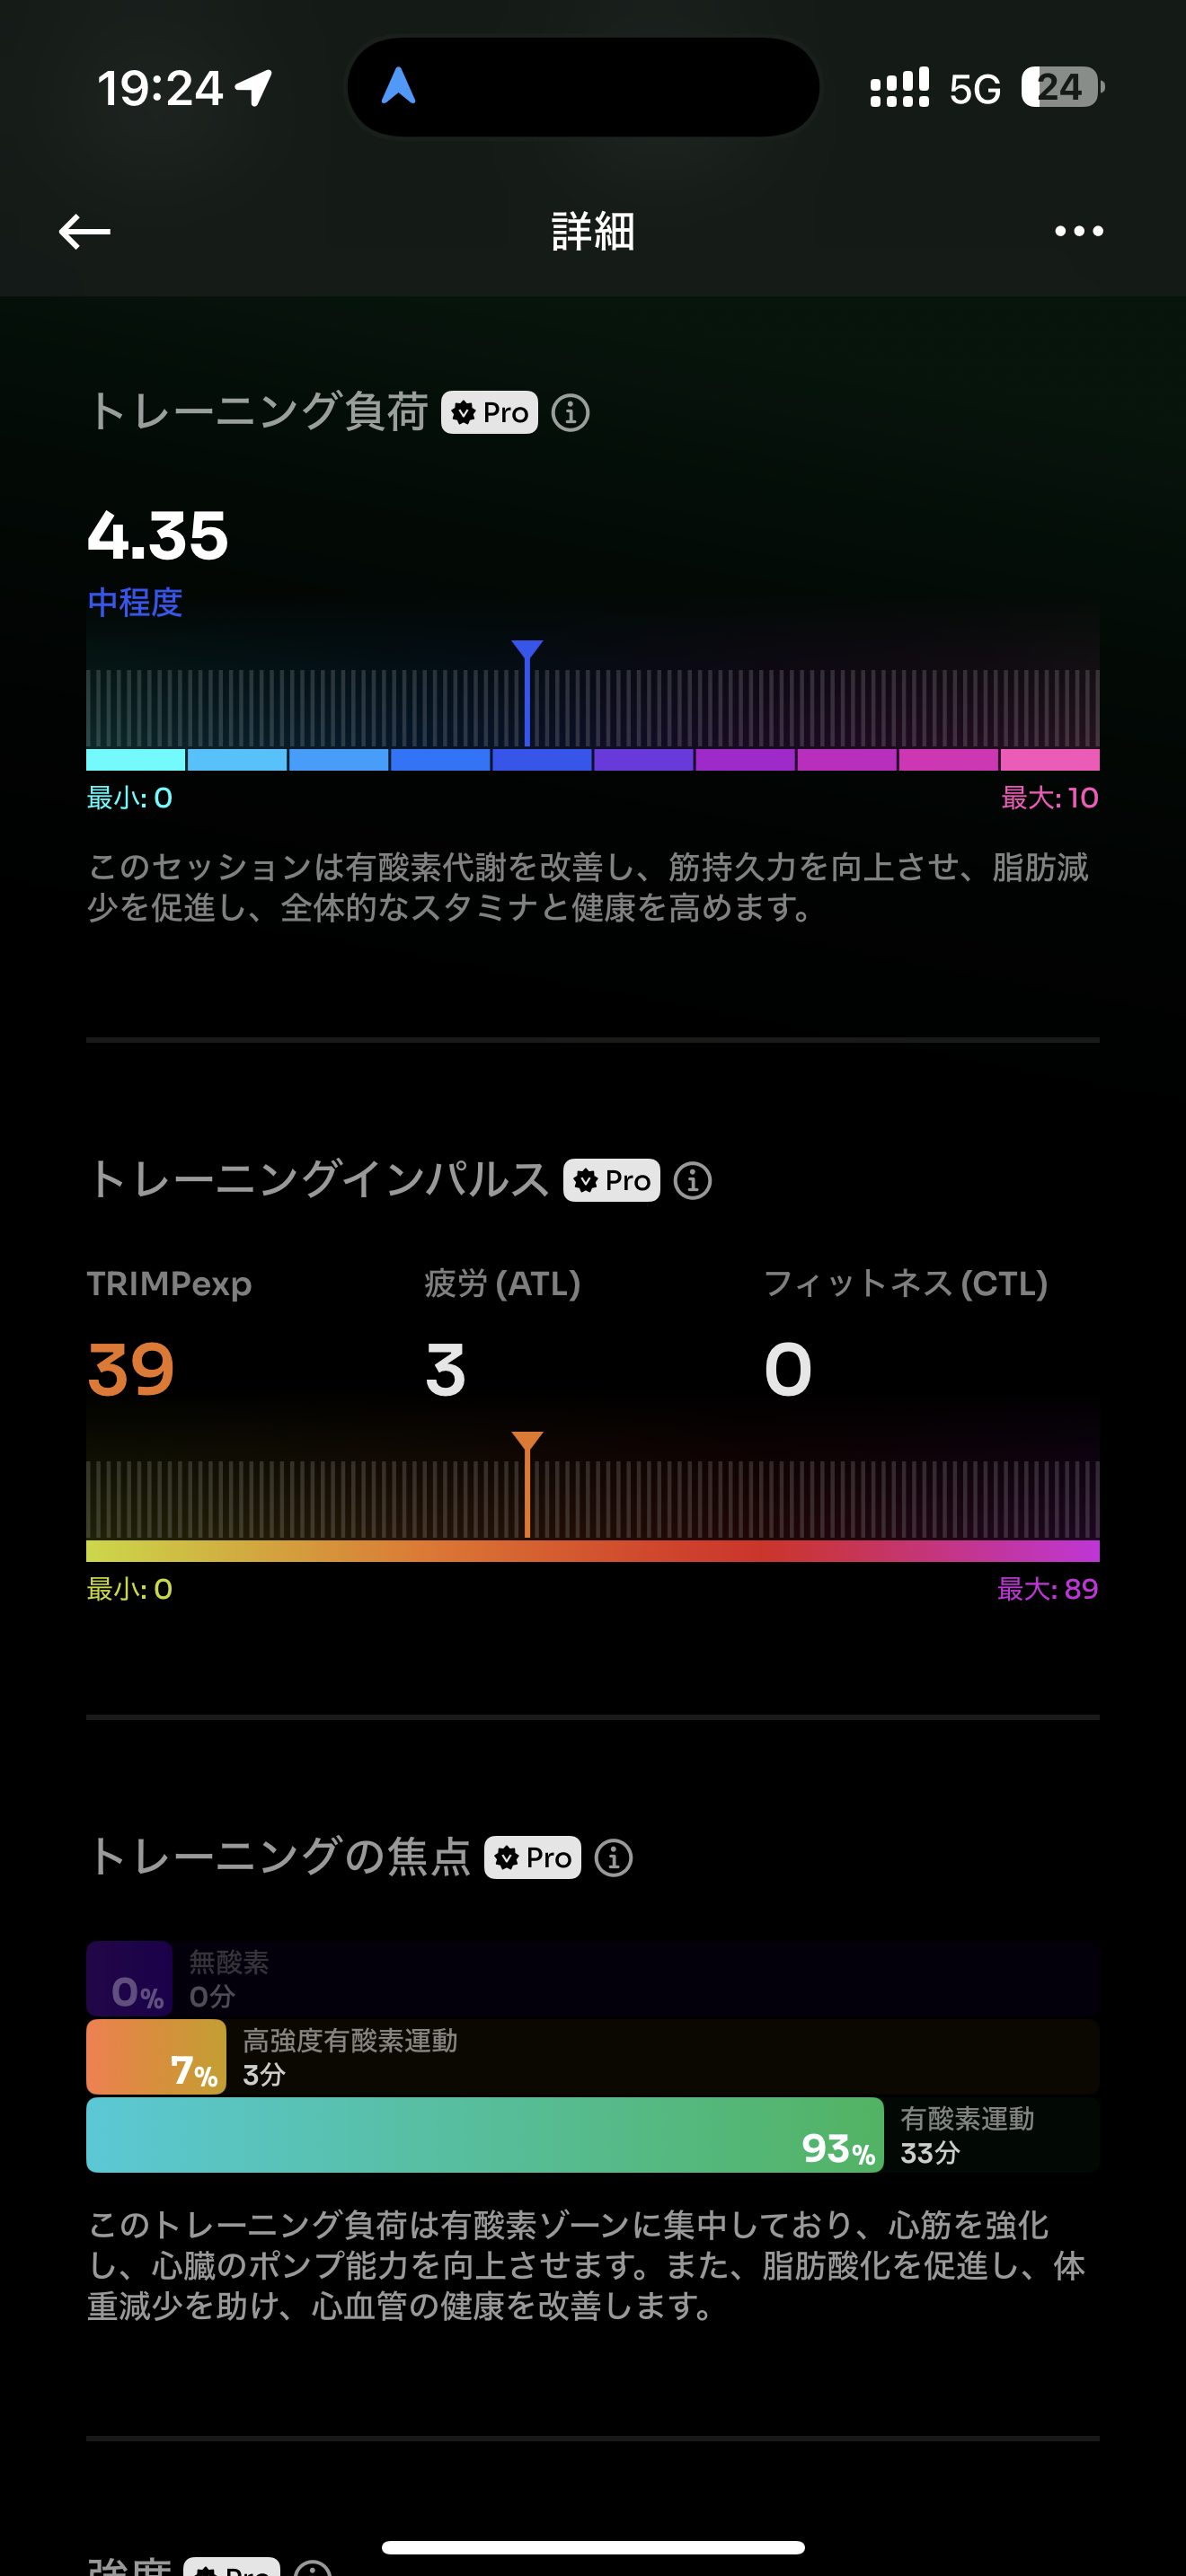 19:24
5G
24
詳細
トレーニング負荷 Pro
4.35
中程度
最小: 0
最大: 10
このセッションは有酸素代謝を改善し、筋持久力を向上させ、脂肪減
少を促進し、全体的なスタミナと健康を高めます。
トレーニングインパルス Pro
TRIMPexp
疲労 (ATL)
フィットネス (CTL)
39
3
0
最小: 0
最大: 89
トレーニングの焦点 Pro
0%
無酸素
0分
7%
高強度有酸素運動
3分
93%
有酸素運動
33分
このトレーニング負荷は有酸素ゾーンに集中しており、心筋を強化
し、心臓のポンプ能力を向上させます。また、脂肪酸化を促進し、体
重減少を助け、心血管の健康を改善します。
強度 Pro